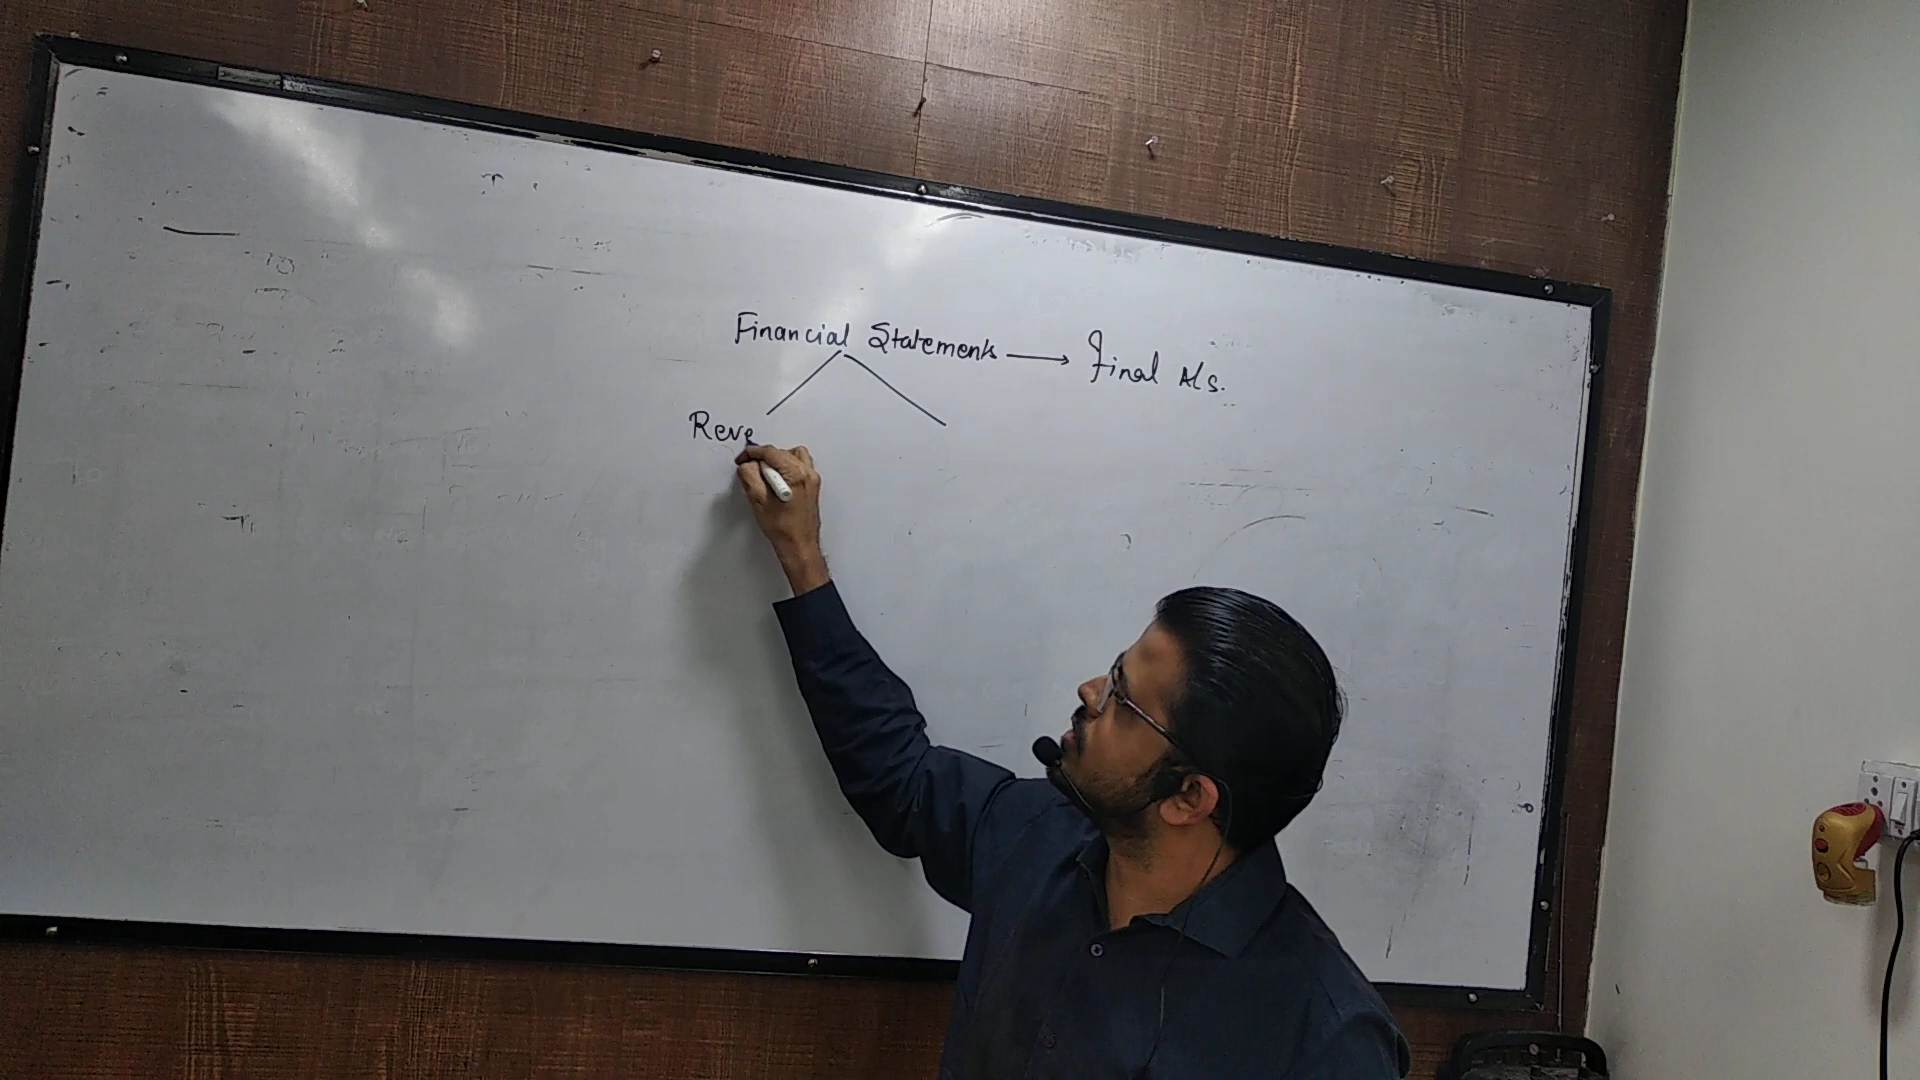 Financial Statements → Final A/s.
Reve